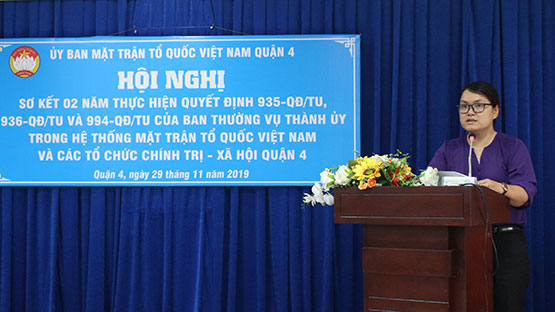 ỦY BAN MẶT TRẬN TỔ QUỐC VIỆT NAM QUẬN 4
HỘI NGHỊ
SƠ KẾT 02 NĂM THỰC HIỆN QUYẾT ĐỊNH 935-QĐ/TU,
936-QĐ/TU VÀ 994-QĐ/TU CỦA BAN THƯỜNG VỤ THÀNH ỦY
TRONG HỆ THỐNG MẶT TRẬN TỔ QUỐC VIỆT NAM
VÀ CÁC TỔ CHỨC CHÍNH TRỊ - XÃ HỘI QUẬN 4
Quận 4, ngày 29 tháng 11 năm 2019